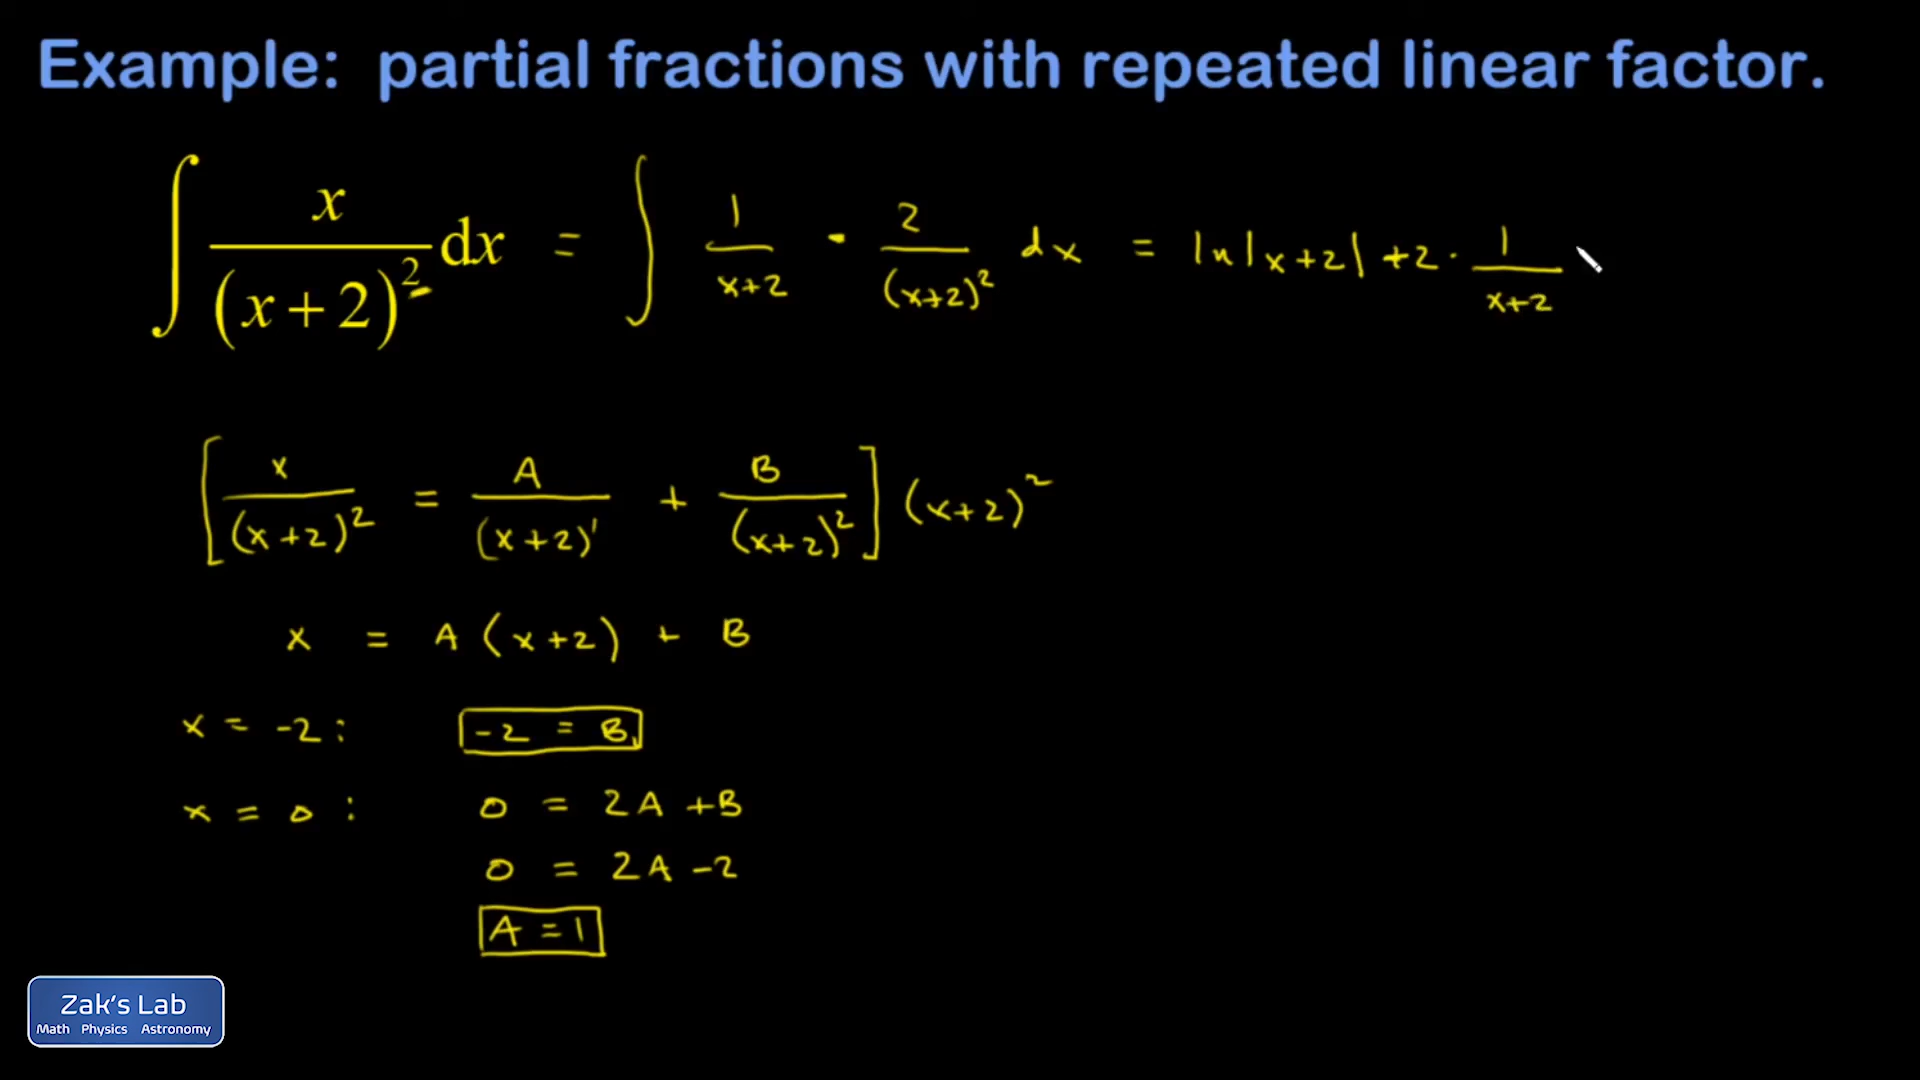 Example: partial fractions with repeated linear factor.
∫ x/(x+2)² dx = ∫ 1/(x+2) - 2/(x+2)² dx = ln|x+2| +2 · 1/(x+2)
[ x/(x+2)² = A/(x+2)¹ + B/(x+2)² ] (x+2)²
x = A (x+2) + B
x = -2 : -2 = B
x = 0 : 0 = 2A + B
0 = 2A - 2
A = 1
Zak's Lab
Math Physics Astronomy